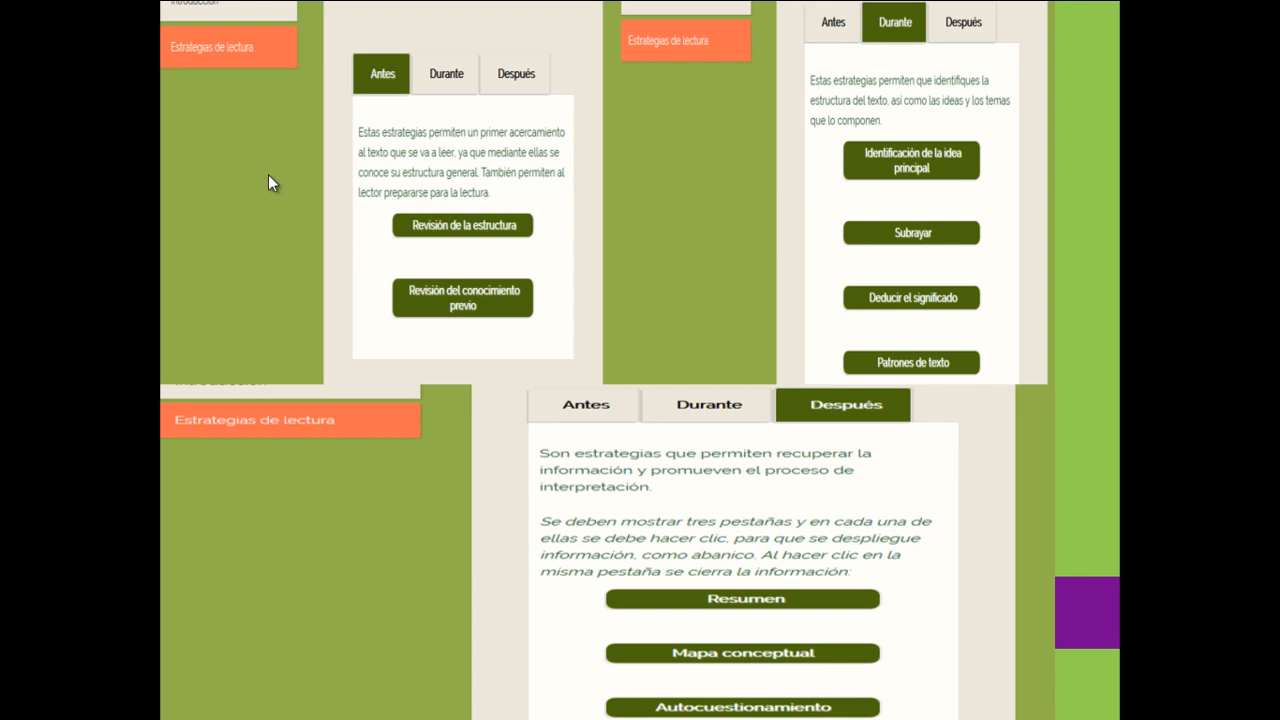 Introducción
Estrategias de lectura
Antes Durante Después
Estas estrategias permiten un primer acercamiento
al texto que se va a leer, ya que mediante ellas se
conoce su estructura general. También permiten al
lector prepararse para la lectura.
Revisión de la estructura
Revisión del conocimiento
previo
Estrategias de lectura
Antes Durante Después
Estas estrategias permiten que identifiques la
estructura del texto, así como las ideas y los temas
que lo componen.
Identificación de la idea
principal
Subrayar
Deducir el significado
Patrones de texto
Introducción
Estrategias de lectura
Antes Durante Después
Son estrategias que permiten recuperar la
información y promueven el proceso de
interpretación.
Se deben mostrar tres pestañas y en cada una de
ellas se debe hacer clic, para que se despliegue
información, como abanico. Al hacer clic en la
misma pestaña se cierra la información:
Resumen
Mapa conceptual
Autocuestionamiento